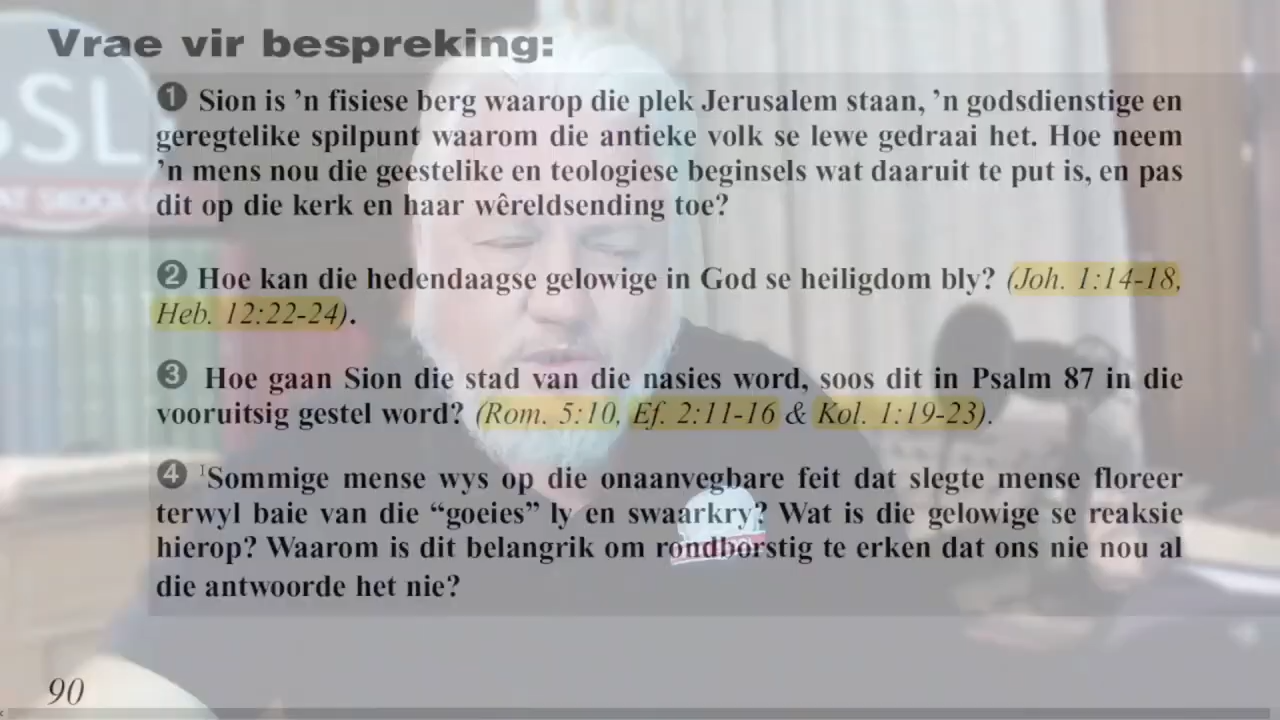 Vrae vir bespreking:
❶ Sion is ’n fisiese berg waarop die plek Jerusalem staan, ’n godsdienstige en
geregtelike spilpunt waarom die antieke volk se lewe gedraai het. Hoe neem
’n mens nou die geestelike en teologiese beginsels wat daaruit te put is, en pas
dit op die kerk en haar wêreldsending toe?
❷ Hoe kan die hedendaagse gelowige in God se heiligdom bly? (Joh. 1:14-18,
Heb. 12:22-24).
❸ Hoe gaan Sion die stad van die nasies word, soos dit in Psalm 87 in die
vooruitsig gestel word? (Rom. 5:10, Ef. 2:11-16 & Kol. 1:19-23).
❹ ¹Sommige mense wys op die onaanvegbare feit dat slegte mense floreer
terwyl baie van die “goeies” ly en swaarkry? Wat is die gelowige se reaksie
hierop? Waarom is dit belangrik om rondborstig te erken dat ons nie nou al
die antwoorde het nie?
90
SSL